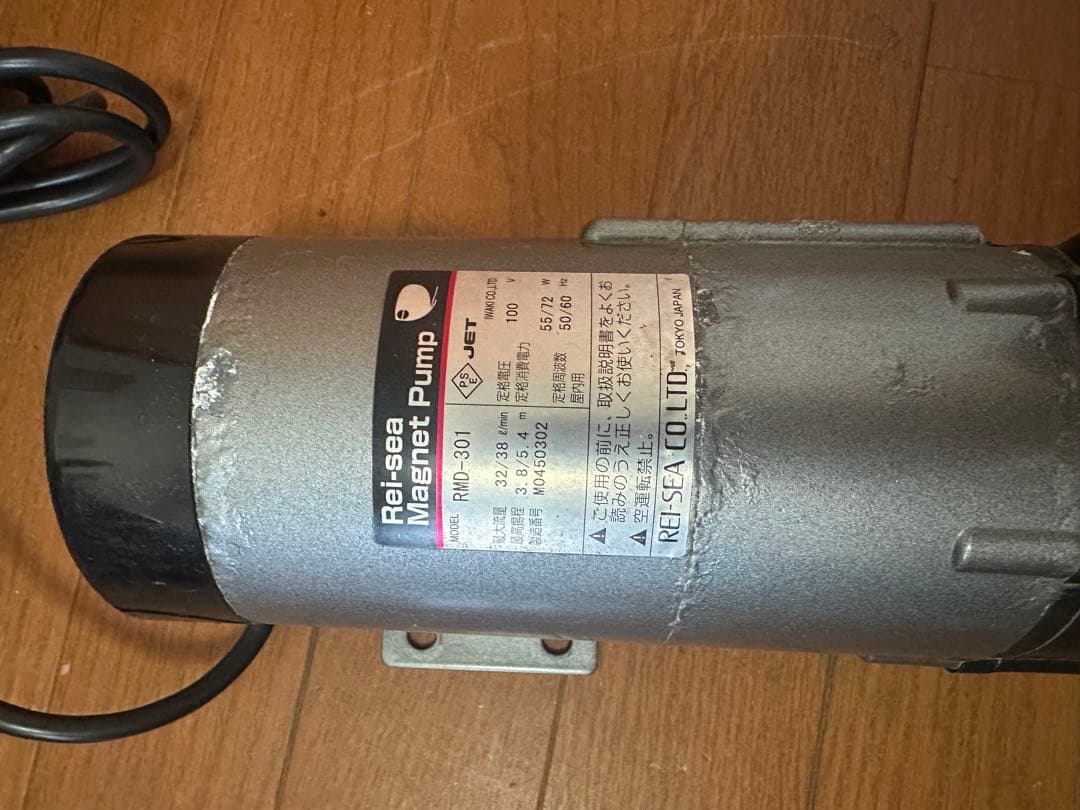 Rei-sea
Magnet Pump
MODEL RMD-301
最大流量 32/38 ℓ/min
最高揚程 3.8/5.4 m
製造番号 M0450302
PS
E
JET
IWAKI CO.,LTD.
定格電圧 100 V
定格消費電力 55/72 W
定格周波数 50/60 Hz
屋内用
ご使用の前に、取扱説明書をよくお
読みのうえ正しくお使いください。
空運転禁止。
REI-SEA CO.,LTD., TOKYO JAPAN